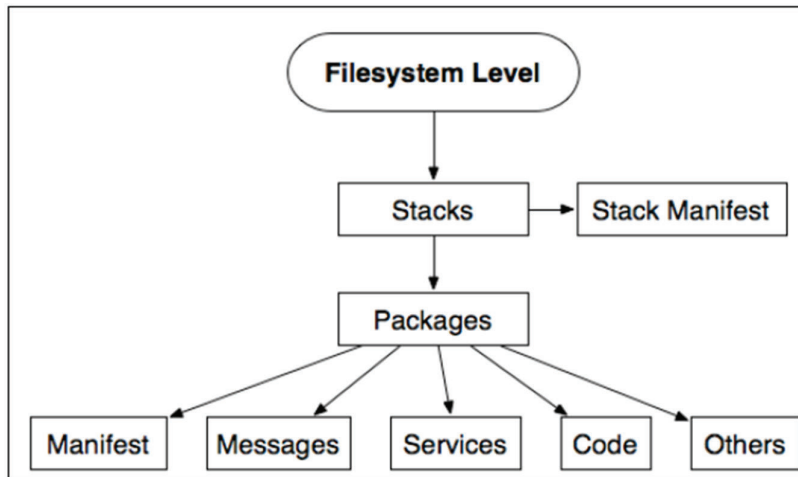 Filesystem Level
Stacks
Stack Manifest
Packages
Manifest
Messages
Services
Code
Others